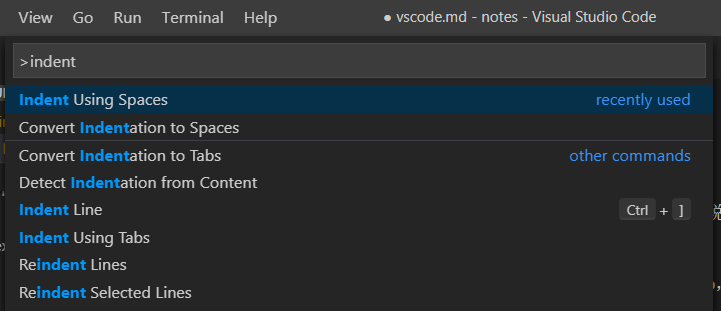 View Go Run Terminal Help ● vscode.md - notes - Visual Studio Code
>indent
Indent Using Spaces recently used
Convert Indentation to Spaces
Convert Indentation to Tabs other commands
Detect Indentation from Content
Indent Line Ctrl + ]
Indent Using Tabs
Reindent Lines
Reindent Selected Lines